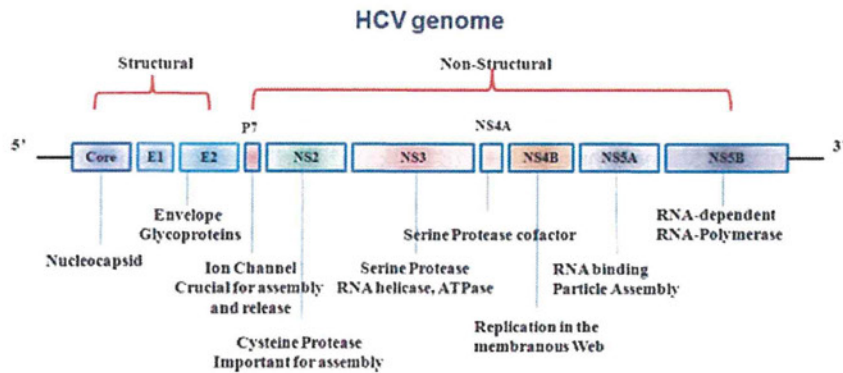 HCV genome
Structural
Non-Structural
P7
NS4A
5'
Core
E1
E2
NS2
NS3
NS4B
NS5A
NS5B
3'
Envelope
Glycoproteins
RNA-dependent
RNA-Polymerase
Serine Protease cofactor
Nucleocapsid
Ion Channel
Crucial for assembly
and release
Serine Protease
RNA helicase, ATPase
RNA binding
Particle Assembly
Replication in the
membranous Web
Cysteine Protease
Important for assembly